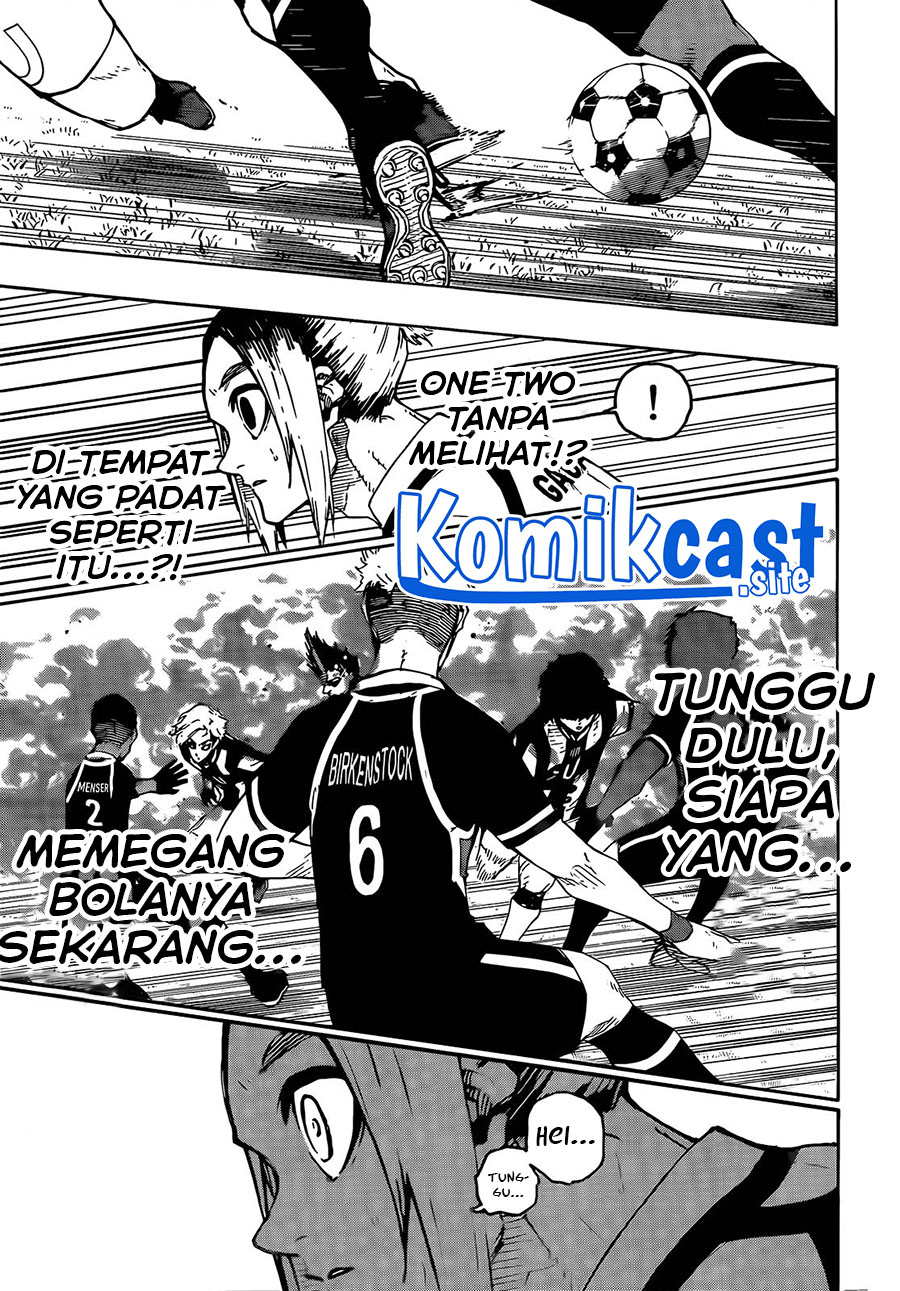 !
ONE TWO
TANPA
MELIHAT!?
GAGA
DI TEMPAT
YANG PADAT
SEPERTI
ITU...?!
Komikcast
.site
TUNGGU
DULU,
SIAPA
YANG...
BIRKENSTOCK
6
MENSER
2
MEMEGANG
BOLANYA
SEKARANG...
HEI...
TUNG-
GU...